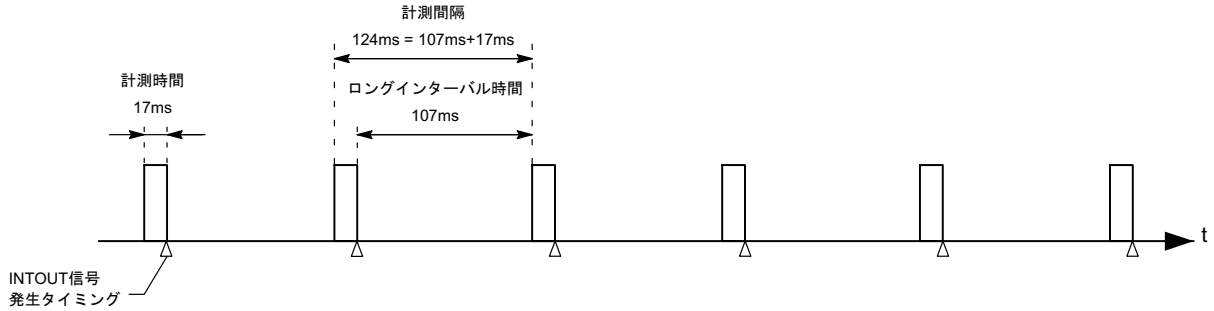 計測間隔
124ms = 107ms+17ms
計測時間
17ms
ロングインターバル時間
107ms
t
INTOUT信号
発生タイミング